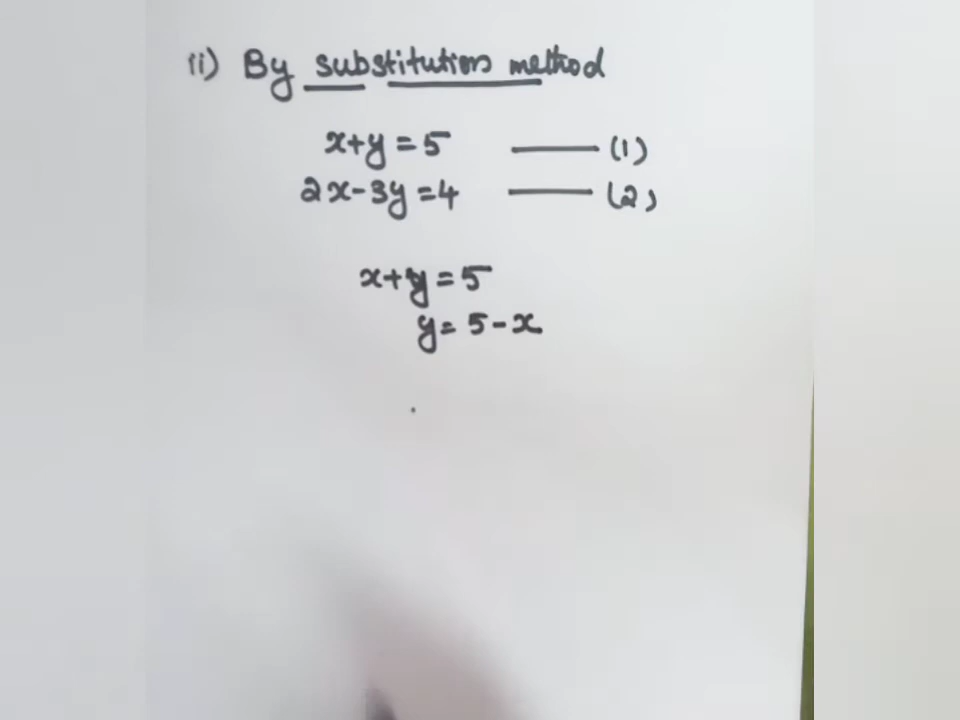 ii) By substitution method
x+y=5 —— (1)
2x-3y=4 —— (2)
x+y=5
y=5-x